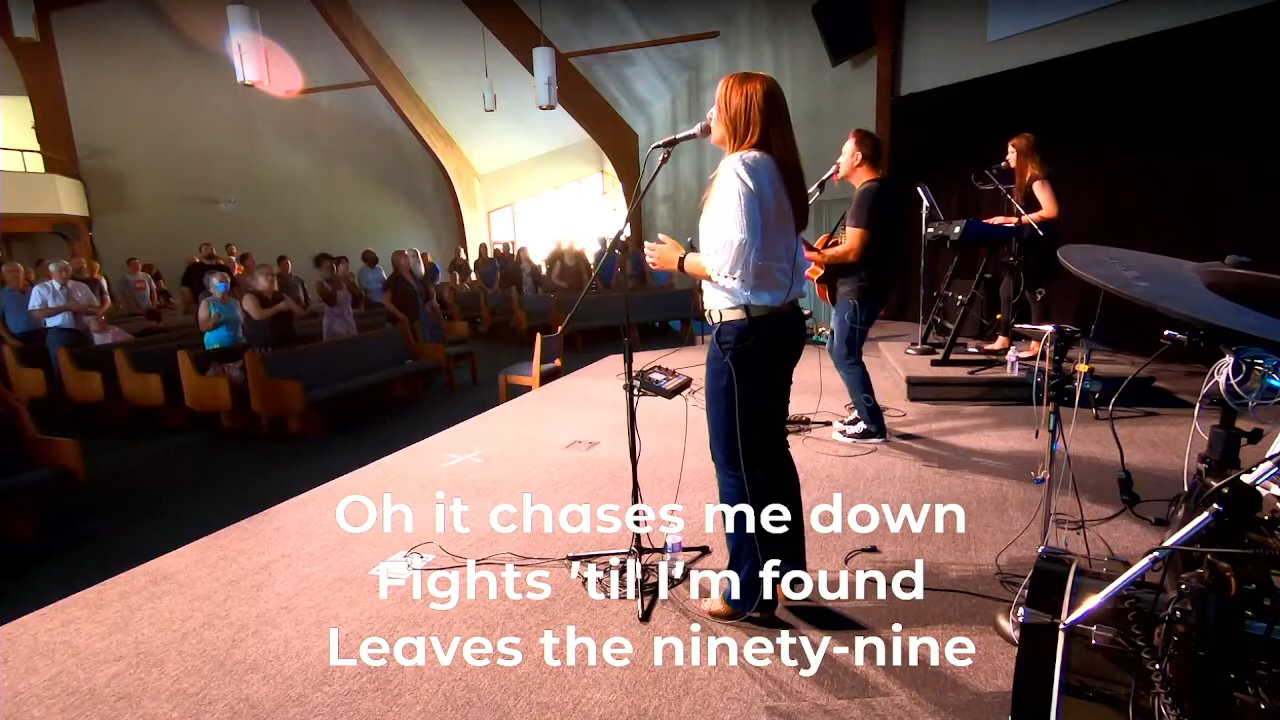 Oh it chases me down
Fights 'til I'm found
Leaves the ninety-nine